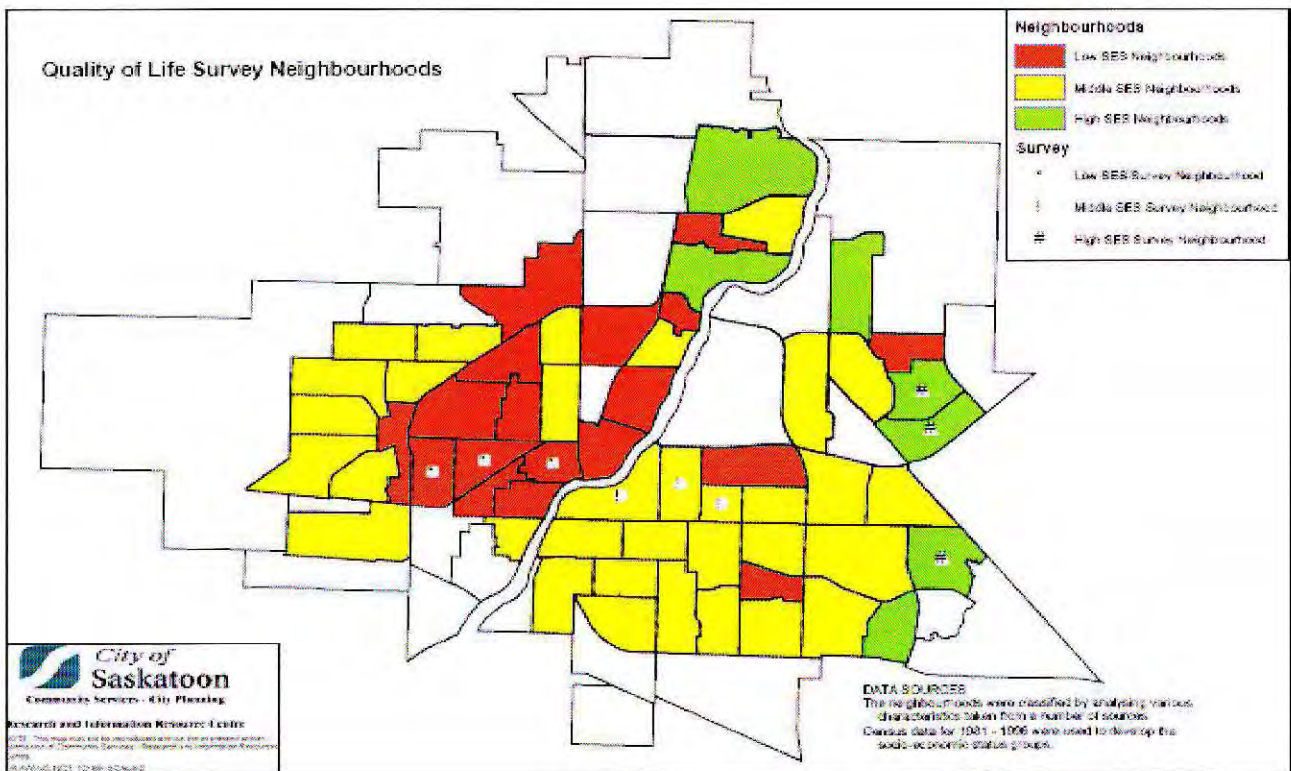 Quality of Life Survey Neighbourhoods
Neighbourhoods
Low SES Neighbourhoods
Middle SES Neighbourhoods
High SES Neighbourhoods
Survey
Low SES Survey Neighbourhood
Middle SES Survey Neighbourhood
High SES Survey Neighbourhood
City of
Saskatoon
Community Services - City Planning
Research and Information Resource Centre
DATA SOURCES
The neighbourhoods were classified by analysing various
characteristics taken from a number of sources.
Census data for 1981 - 1996 were used to develop the
socio-economic status groups.